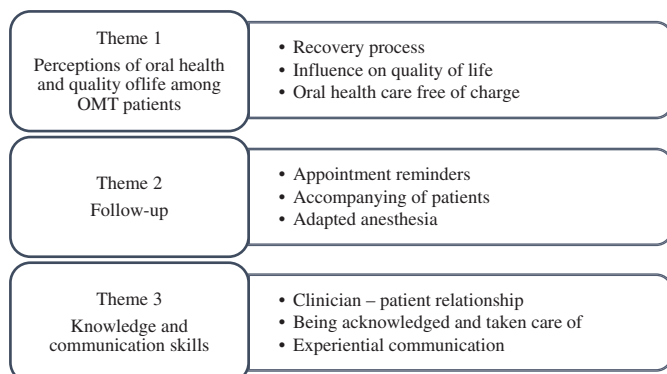 Theme 1
Perceptions of oral health
and quality oflife among
OMT patients
• Recovery process
• Influence on quality of life
• Oral health care free of charge
Theme 2
Follow-up
• Appointment reminders
• Accompanying of patients
• Adapted anesthesia
Theme 3
Knowledge and
communication skills
• Clinician – patient relationship
• Being acknowledged and taken care of
• Experiential communication